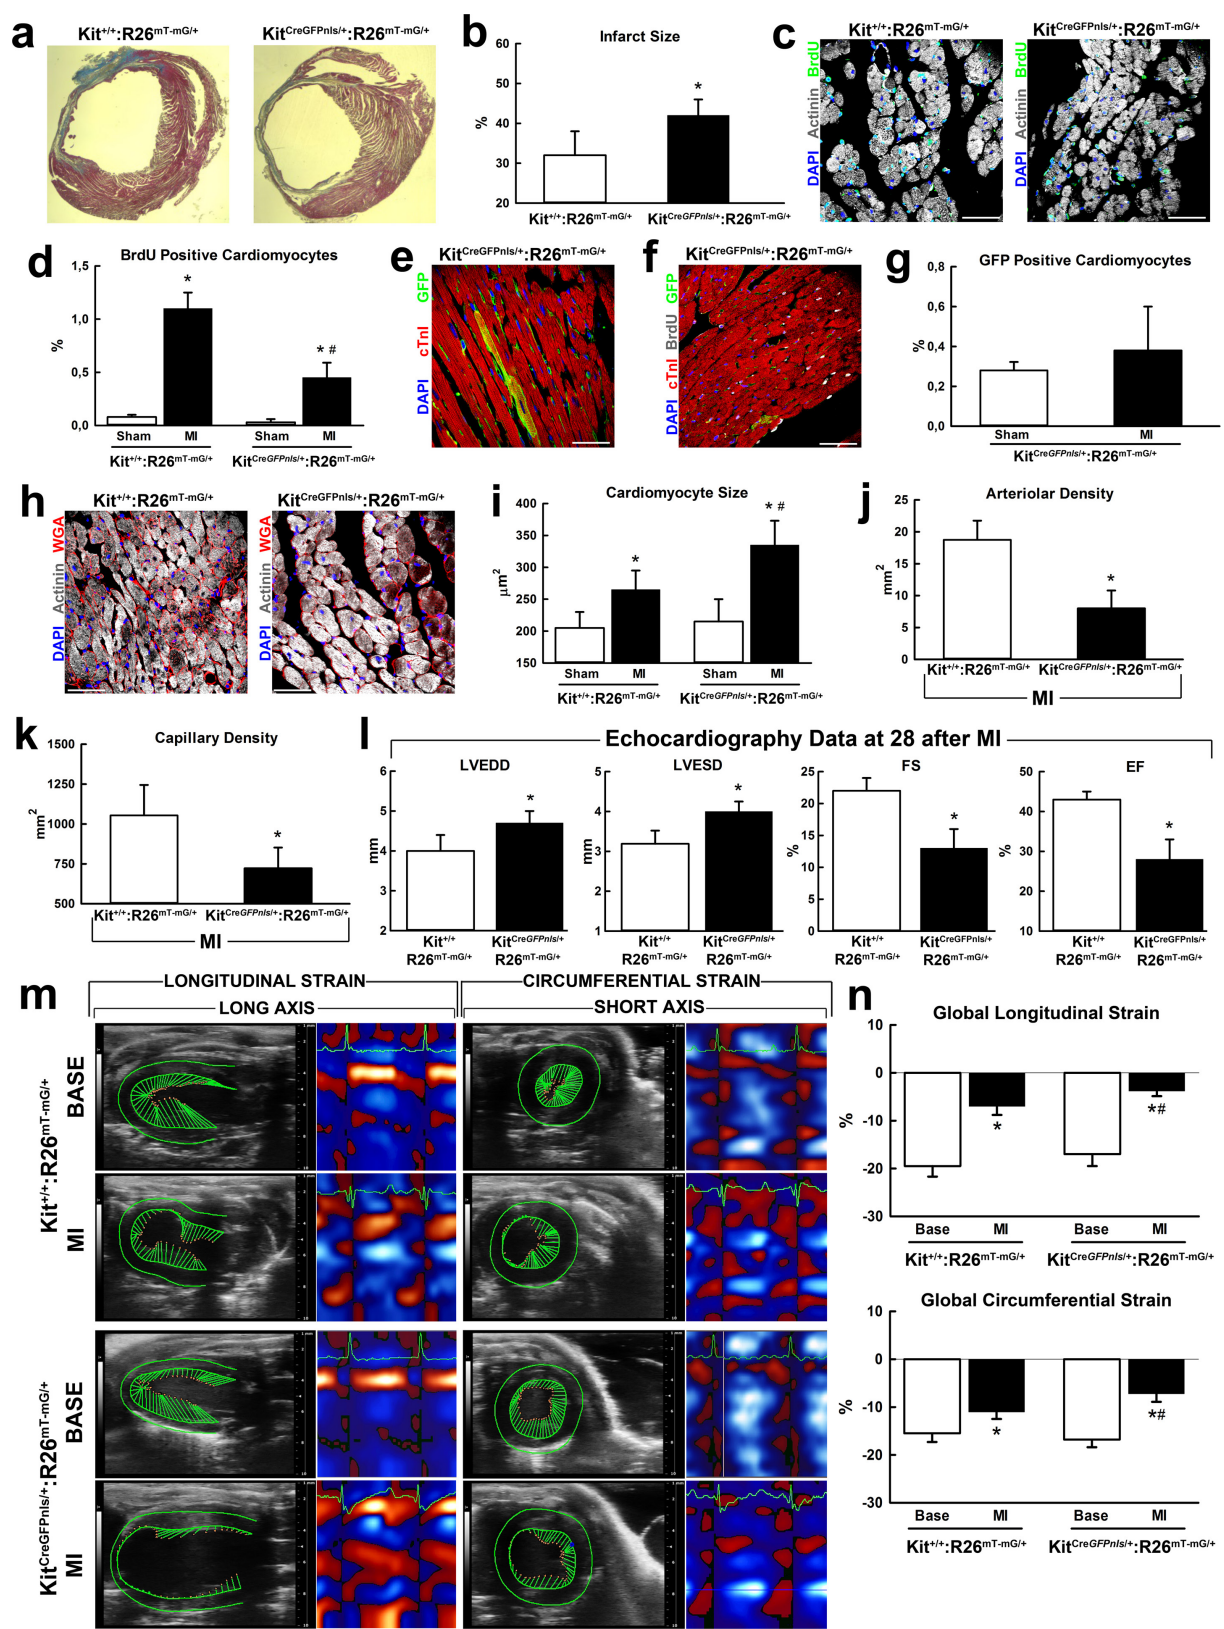 a
Kit+/+:R26mT-mG/+
KitCreGFPnls/+:R26mT-mG/+
b
Infarct Size
%
60
50
40
30
20
*
Kit+/+:R26mT-mG/+
KitCreGFPnls/+:R26mT-mG/+
c
Kit+/+:R26mT-mG/+
KitCreGFPnls/+:R26mT-mG/+
DAPI Actinin BrdU
DAPI Actinin BrdU
d
BrdU Positive Cardiomyocytes
%
1,5
1,0
0,5
0,0
*
* #
Sham MI Sham MI
Kit+/+:R26mT-mG/+
KitCreGFPnls/+:R26mT-mG/+
e
KitCreGFPnls/+:R26mT-mG/+
DAPI cTnI GFP
f
KitCreGFPnls/+:R26mT-mG/+
DAPI cTnI BrdU GFP
g
GFP Positive Cardiomyocytes
%
0,8
0,6
0,4
0,2
0,0
Sham MI
KitCreGFPnls/+:R26mT-mG/+
h
Kit+/+:R26mT-mG/+
KitCreGFPnls/+:R26mT-mG/+
DAPI Actinin WGA
DAPI Actinin WGA
i
Cardiomyocyte Size
µm2
400
350
300
250
200
150
*
* #
Sham MI Sham MI
Kit+/+:R26mT-mG/+
KitCreGFPnls/+:R26mT-mG/+
j
Arteriolar Density
mm2
25
20
15
10
5
0
*
Kit+/+:R26mT-mG/+
KitCreGFPnls/+:R26mT-mG/+
MI
k
Capillary Density
mm2
1500
1250
1000
750
500
*
Kit+/+:R26mT-mG/+
KitCreGFPnls/+:R26mT-mG/+
MI
l
Echocardiography Data at 28 after MI
LVEDD
mm
6
5
4
3
2
*
Kit+/+
R26mT-mG/+
KitCreGFPnls/+
R26mT-mG/+
LVESD
mm
5
4
3
2
1
*
Kit+/+
R26mT-mG/+
KitCreGFPnls/+
R26mT-mG/+
FS
%
25
20
15
10
5
0
*
Kit+/+
R26mT-mG/+
KitCreGFPnls/+
R26mT-mG/+
EF
%
50
40
30
20
10
*
Kit+/+
R26mT-mG/+
KitCreGFPnls/+
R26mT-mG/+
m
LONGITUDINAL STRAIN
CIRCUMFERENTIAL STRAIN
LONG AXIS
SHORT AXIS
Kit+/+:R26mT-mG/+
BASE
MI
KitCreGFPnls/+:R26mT-mG/+
BASE
MI
n
Global Longitudinal Strain
%
10
0
-10
-20
-30
*
*#
Base MI Base MI
Kit+/+:R26mT-mG/+
KitCreGFPnls/+:R26mT-mG/+
Global Circumferential Strain
%
10
0
-10
-20
-30
*
*#
Base MI Base MI
Kit+/+:R26mT-mG/+
KitCreGFPnls/+:R26mT-mG/+